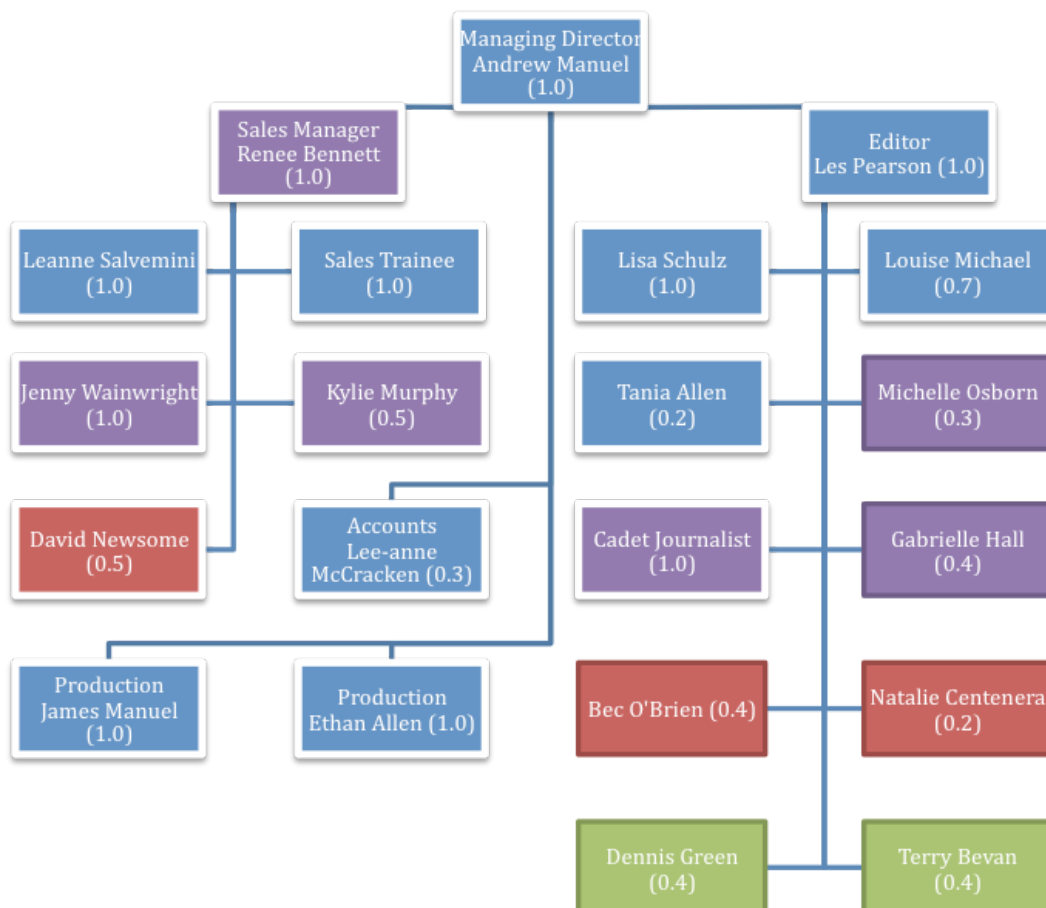 Managing Director
Andrew Manuel
(1.0)
Sales Manager
Renee Bennett
(1.0)
Editor
Les Pearson (1.0)
Leanne Salvemini
(1.0)
Sales Trainee
(1.0)
Lisa Schulz
(1.0)
Louise Michael
(0.7)
Jenny Wainwright
(1.0)
Kylie Murphy
(0.5)
Tania Allen
(0.2)
Michelle Osborn
(0.3)
David Newsome
(0.5)
Accounts
Lee-anne
McCracken (0.3)
Cadet Journalist
(1.0)
Gabrielle Hall
(0.4)
Production
James Manuel
(1.0)
Production
Ethan Allen (1.0)
Bec O'Brien (0.4)
Natalie Centenera
(0.2)
Dennis Green
(0.4)
Terry Bevan
(0.4)